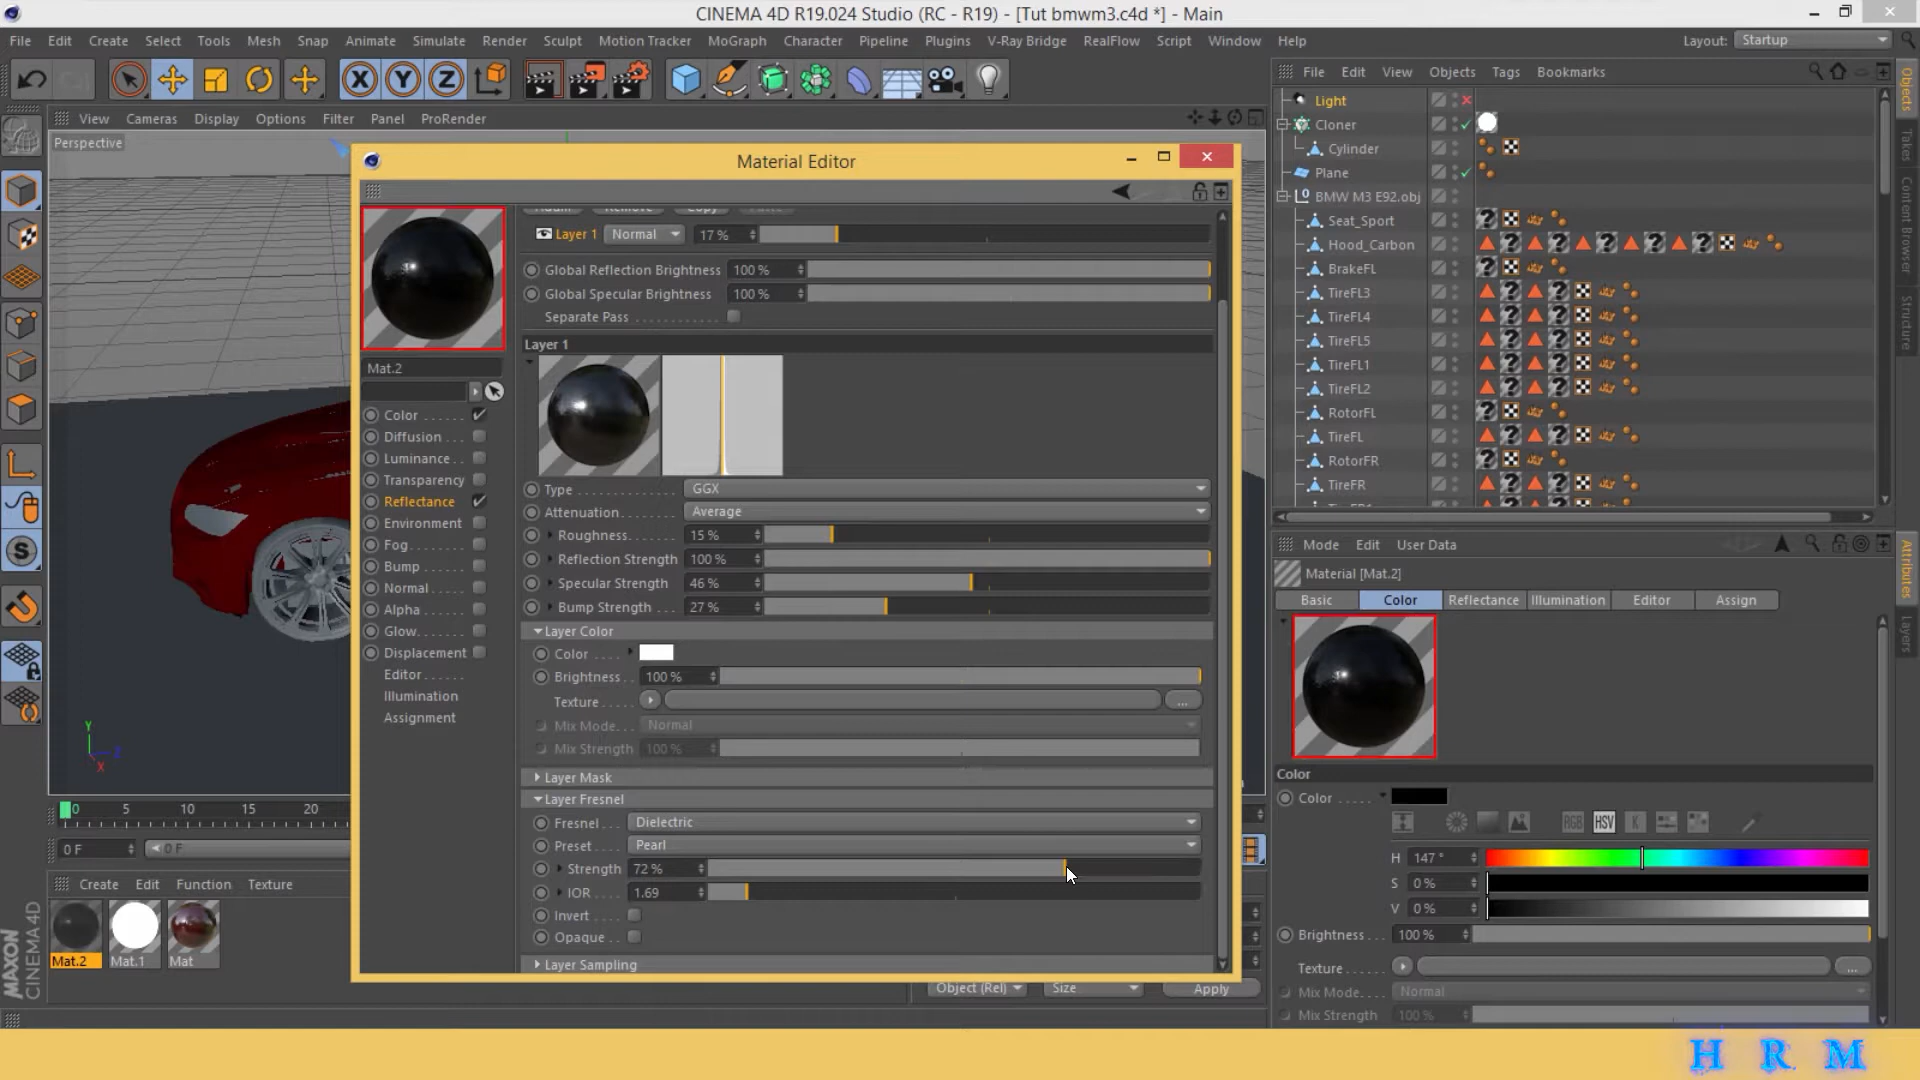 CINEMA 4D R19.024 Studio (RC - R19) - [Tut bmwm3.c4d *] - Main
File Edit Create Select Tools Mesh Snap Animate Simulate Render Sculpt Motion Tracker MoGraph Character Pipeline Plugins V-Ray Bridge RealFlow Script Window Help Layout: Startup
X Y Z
File Edit View Objects Tags Bookmarks
View Cameras Display Options Filter Panel ProRender
Perspective
Light
Cloner
Cylinder
Plane
BMW M3 E92.obj
Seat_Sport
Hood_Carbon
BrakeFL
TireFL3
TireFL4
TireFL5
TireFL1
TireFL2
RotorFL
TireFL
RotorFR
TireFR
Objects
Takes
Content Browser
Structure
Material Editor
Mat.2
Color
Diffusion
Luminance
Transparency
Reflectance
Environment
Fog
Bump
Normal
Alpha
Glow
Displacement
Editor
Illumination
Assignment
Layer 1 Normal 17 %
Global Reflection Brightness 100 %
Global Specular Brightness 100 %
Separate Pass
Layer 1
Type GGX
Attenuation Average
Roughness 15 %
Reflection Strength 100 %
Specular Strength 46 %
Bump Strength 27 %
Layer Color
Color
Brightness 100 %
Texture ...
Mix Mode Normal
Mix Strength 100 %
Layer Mask
Layer Fresnel
Fresnel Dielectric
Preset Pearl
Strength 72 %
IOR 1.69
Invert
Opaque
Layer Sampling
Mode Edit User Data
Material [Mat.2]
Basic Color Reflectance Illumination Editor Assign
Color
Color
RGB HSV K
H 147 °
S 0 %
V 0 %
Brightness 100 %
Texture ...
Mix Mode Normal
Mix Strength 100 %
Attributes
Layers
Y
Z
X
0 5 10 15 20
0 F 0 F
Create Edit Function Texture
Mat.2 Mat.1 Mat
MAXON CINEMA 4D
Object (Rel) Size Apply
H R M